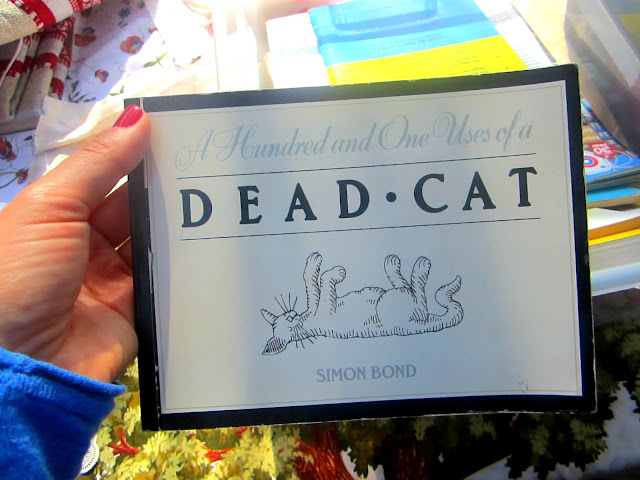 A Hundred and One Uses of a
DEAD·CAT
SIMON BOND